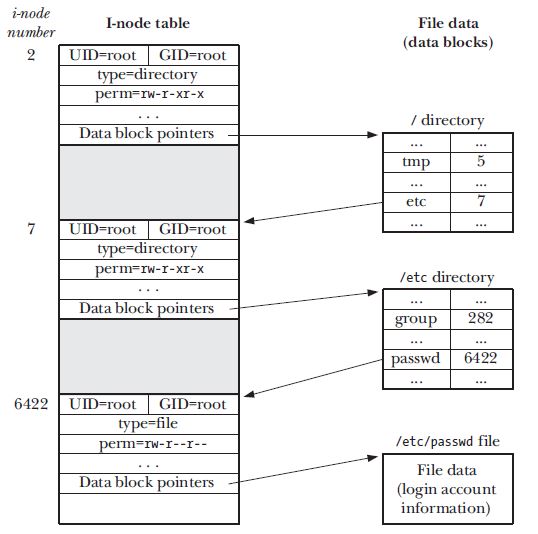 i-node
number
I-node table
File data
(data blocks)
2
UID=root GID=root
type=directory
perm=rw-r-xr-x
. . .
Data block pointers
/ directory
... ...
tmp 5
... ...
etc 7
... ...
7
UID=root GID=root
type=directory
perm=rw-r-xr-x
. . .
Data block pointers
/etc directory
... ...
group 282
... ...
passwd 6422
... ...
6422
UID=root GID=root
type=file
perm=rw-r--r--
. . .
Data block pointers
/etc/passwd file
File data
(login account
information)